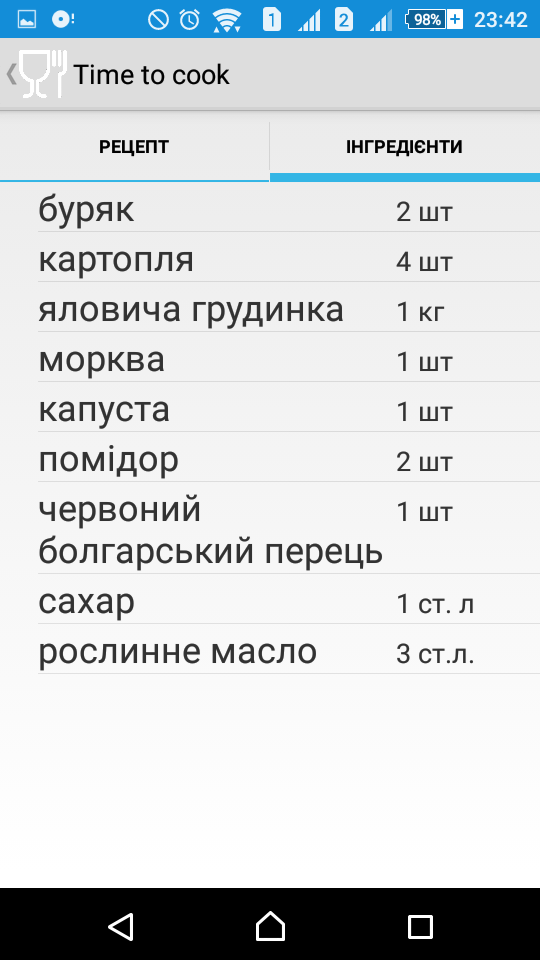 1 2 98% 23:42
Time to cook
РЕЦЕПТ ІНГРЕДІЄНТИ
буряк 2 шт
картопля 4 шт
яловича грудинка 1 кг
морква 1 шт
капуста 1 шт
помідор 2 шт
червоний 1 шт
болгарський перець
сахар 1 ст. л
рослинне масло 3 ст.л.